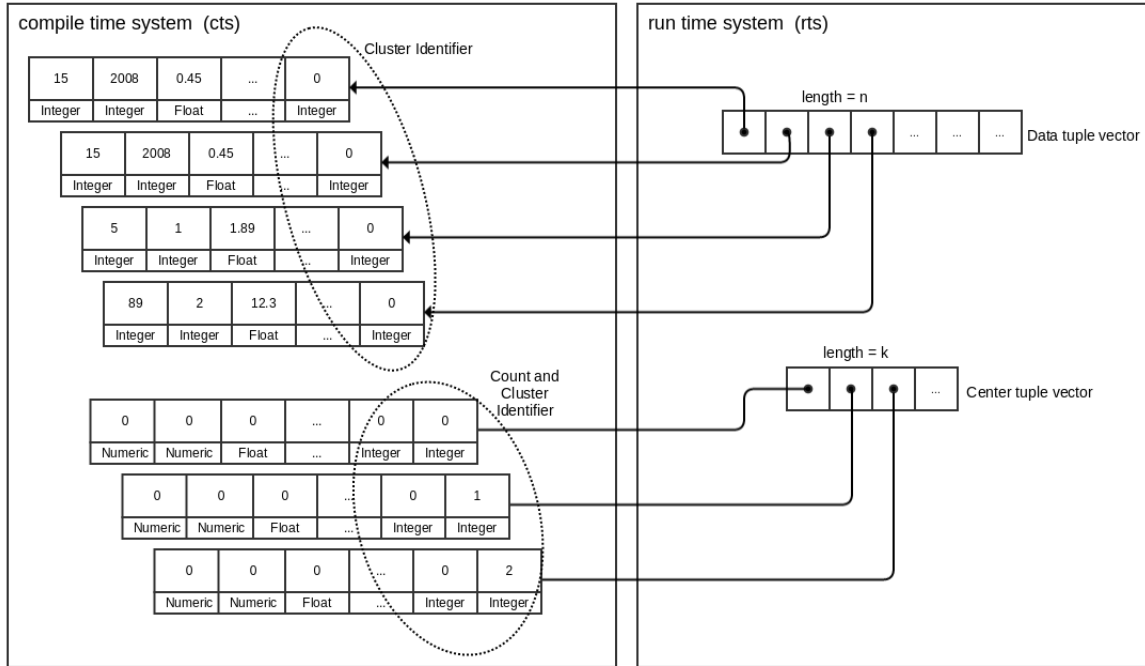 compile time system (cts)
Cluster Identifier
15 2008 0.45 ... 0
Integer Integer Float ... Integer
15 2008 0.45 ... 0
Integer Integer Float ... Integer
5 1 1.89 ... 0
Integer Integer Float ... Integer
89 2 12.3 ... 0
Integer Integer Float ... Integer
Count and
Cluster
Identifier
0 0 0 ... 0 0
Numeric Numeric Float ... Integer Integer
0 0 0 ... 0 1
Numeric Numeric Float ... Integer Integer
0 0 0 ... 0 2
Numeric Numeric Float ... Integer Integer
run time system (rts)
length = n
... ... ...
Data tuple vector
length = k
...
Center tuple vector